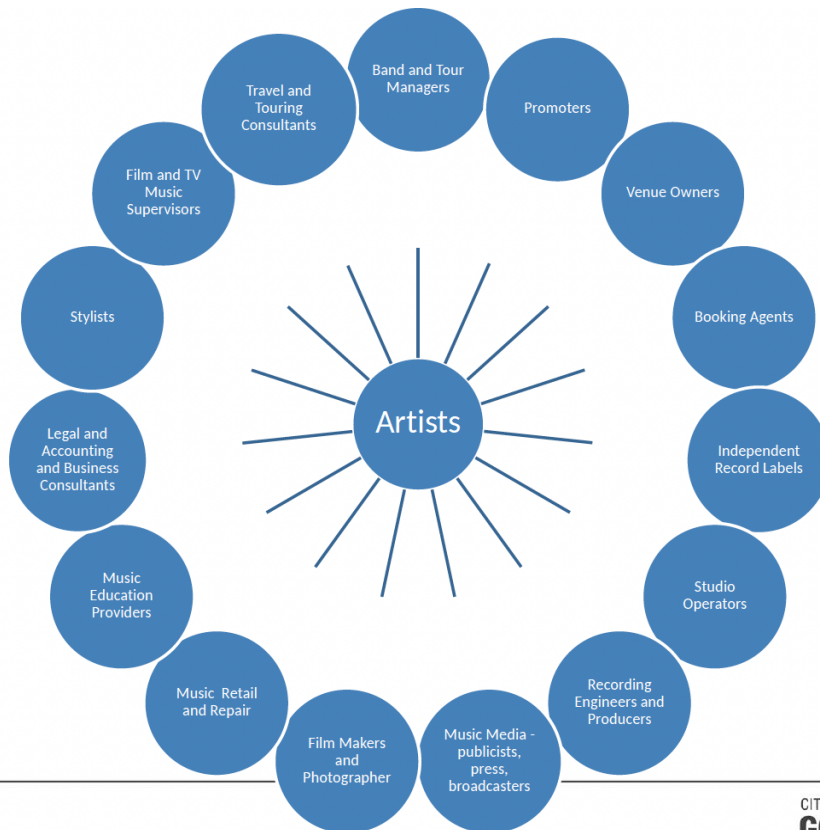 Band and Tour
Managers
Promoters
Venue Owners
Booking Agents
Independent
Record Labels
Studio
Operators
Recording
Engineers and
Producers
Music Media -
publicists,
press,
broadcasters
Film Makers
and
Photographer
Music Retail
and Repair
Music
Education
Providers
Legal and
Accounting
and Business
Consultants
Stylists
Film and TV
Music
Supervisors
Travel and
Touring
Consultants
Artists
CIT